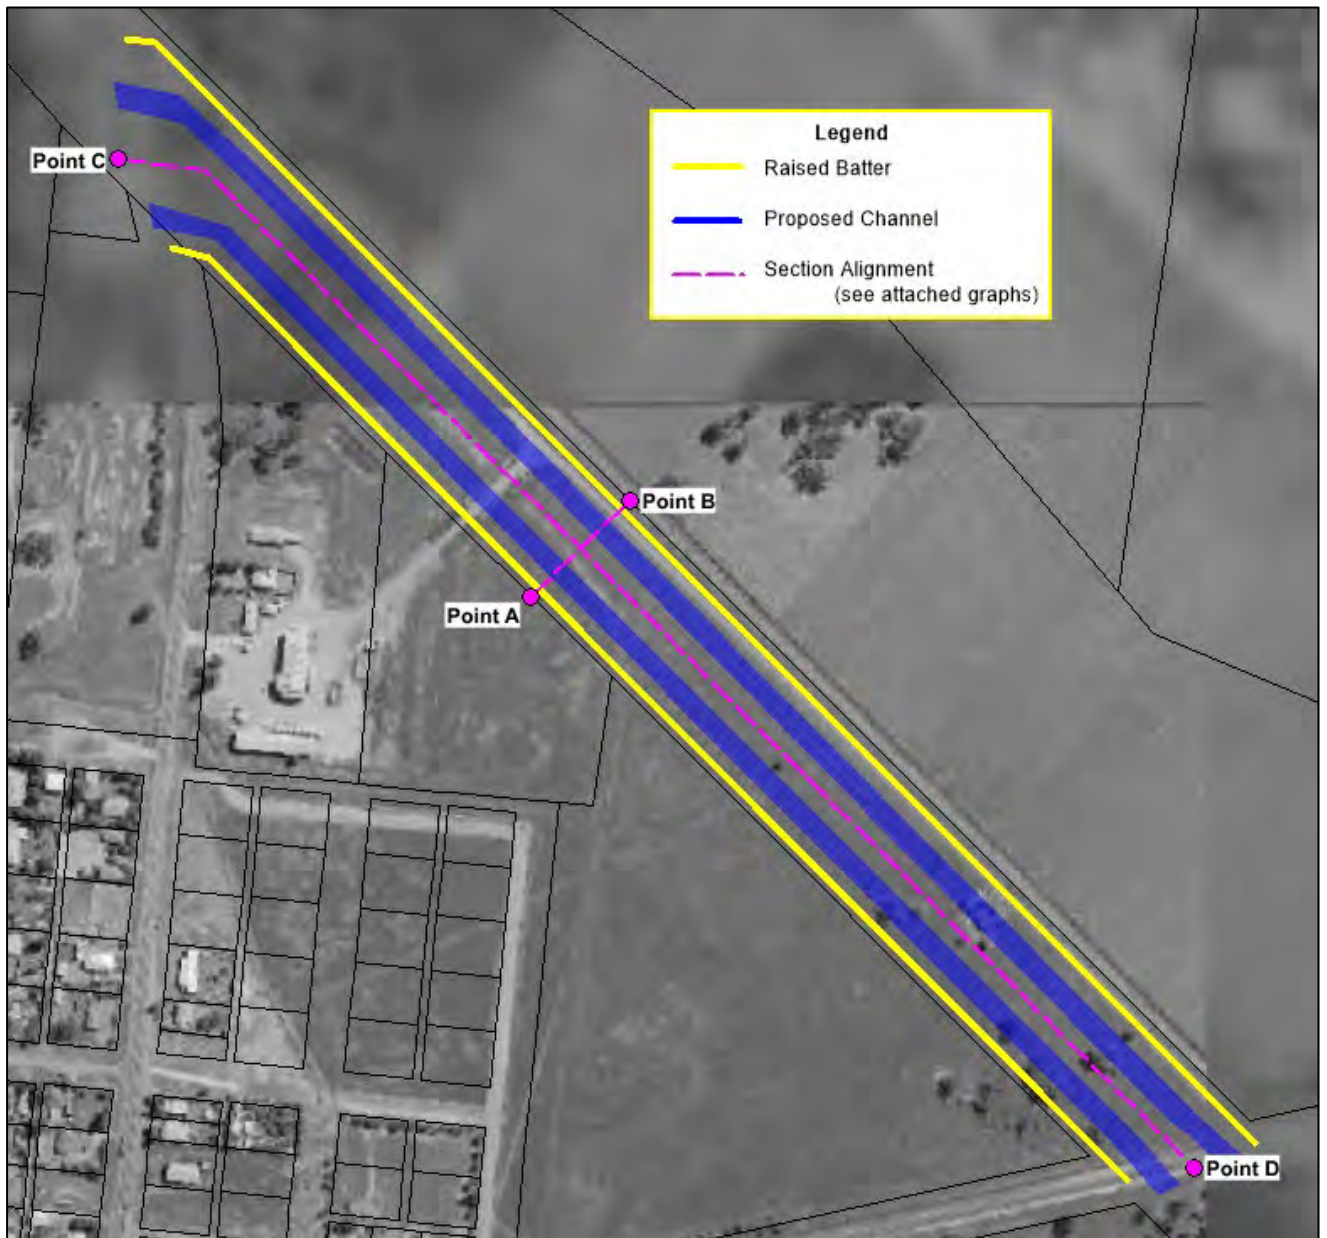 Legend
Raised Batter
Proposed Channel
Section Alignment
(see attached graphs)
Point C
Point B
Point A
Point D